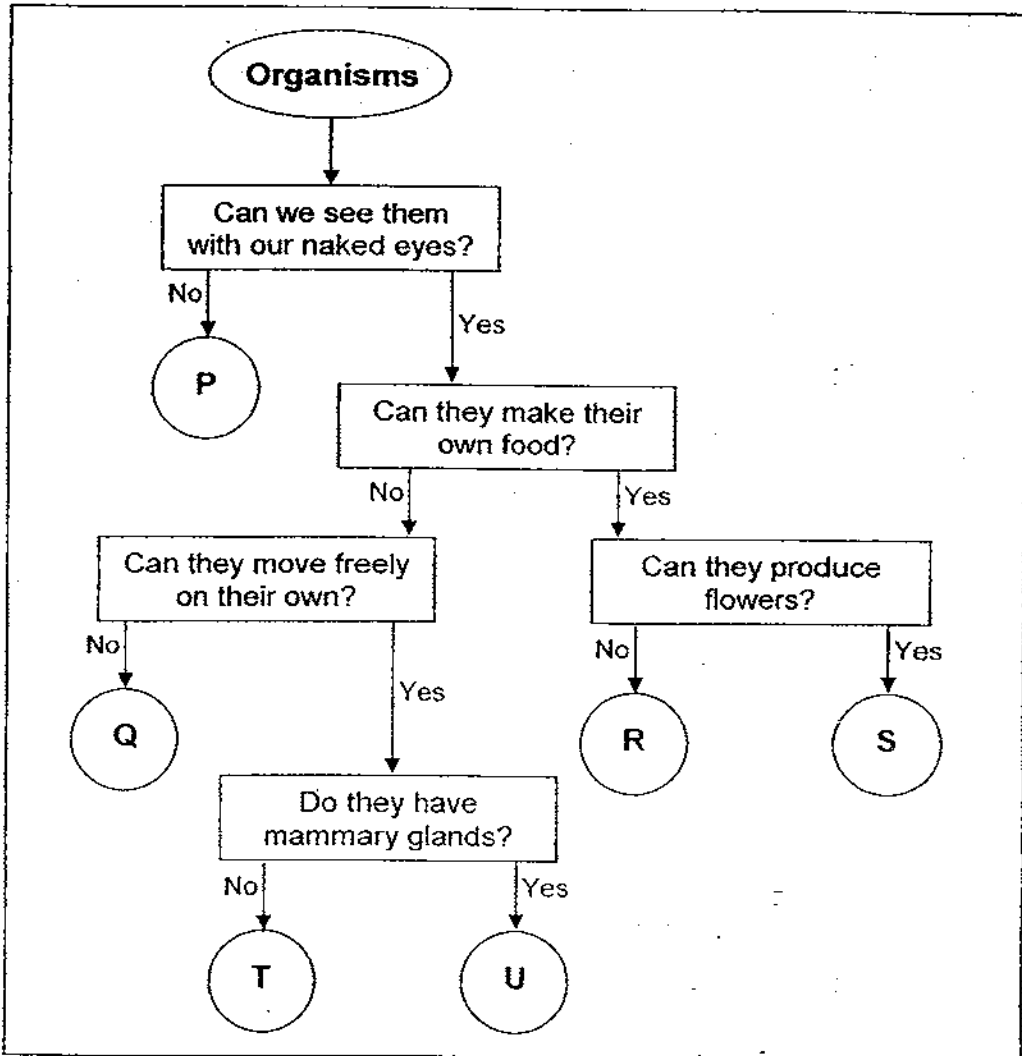 Organisms
Can we see them
with our naked eyes?
No
Yes
P
Can they make their
own food?
No
Yes
Can they move freely
on their own?
Can they produce
flowers?
No
Yes
No
Yes
Q
R
S
Do they have
mammary glands?
No
Yes
T
U